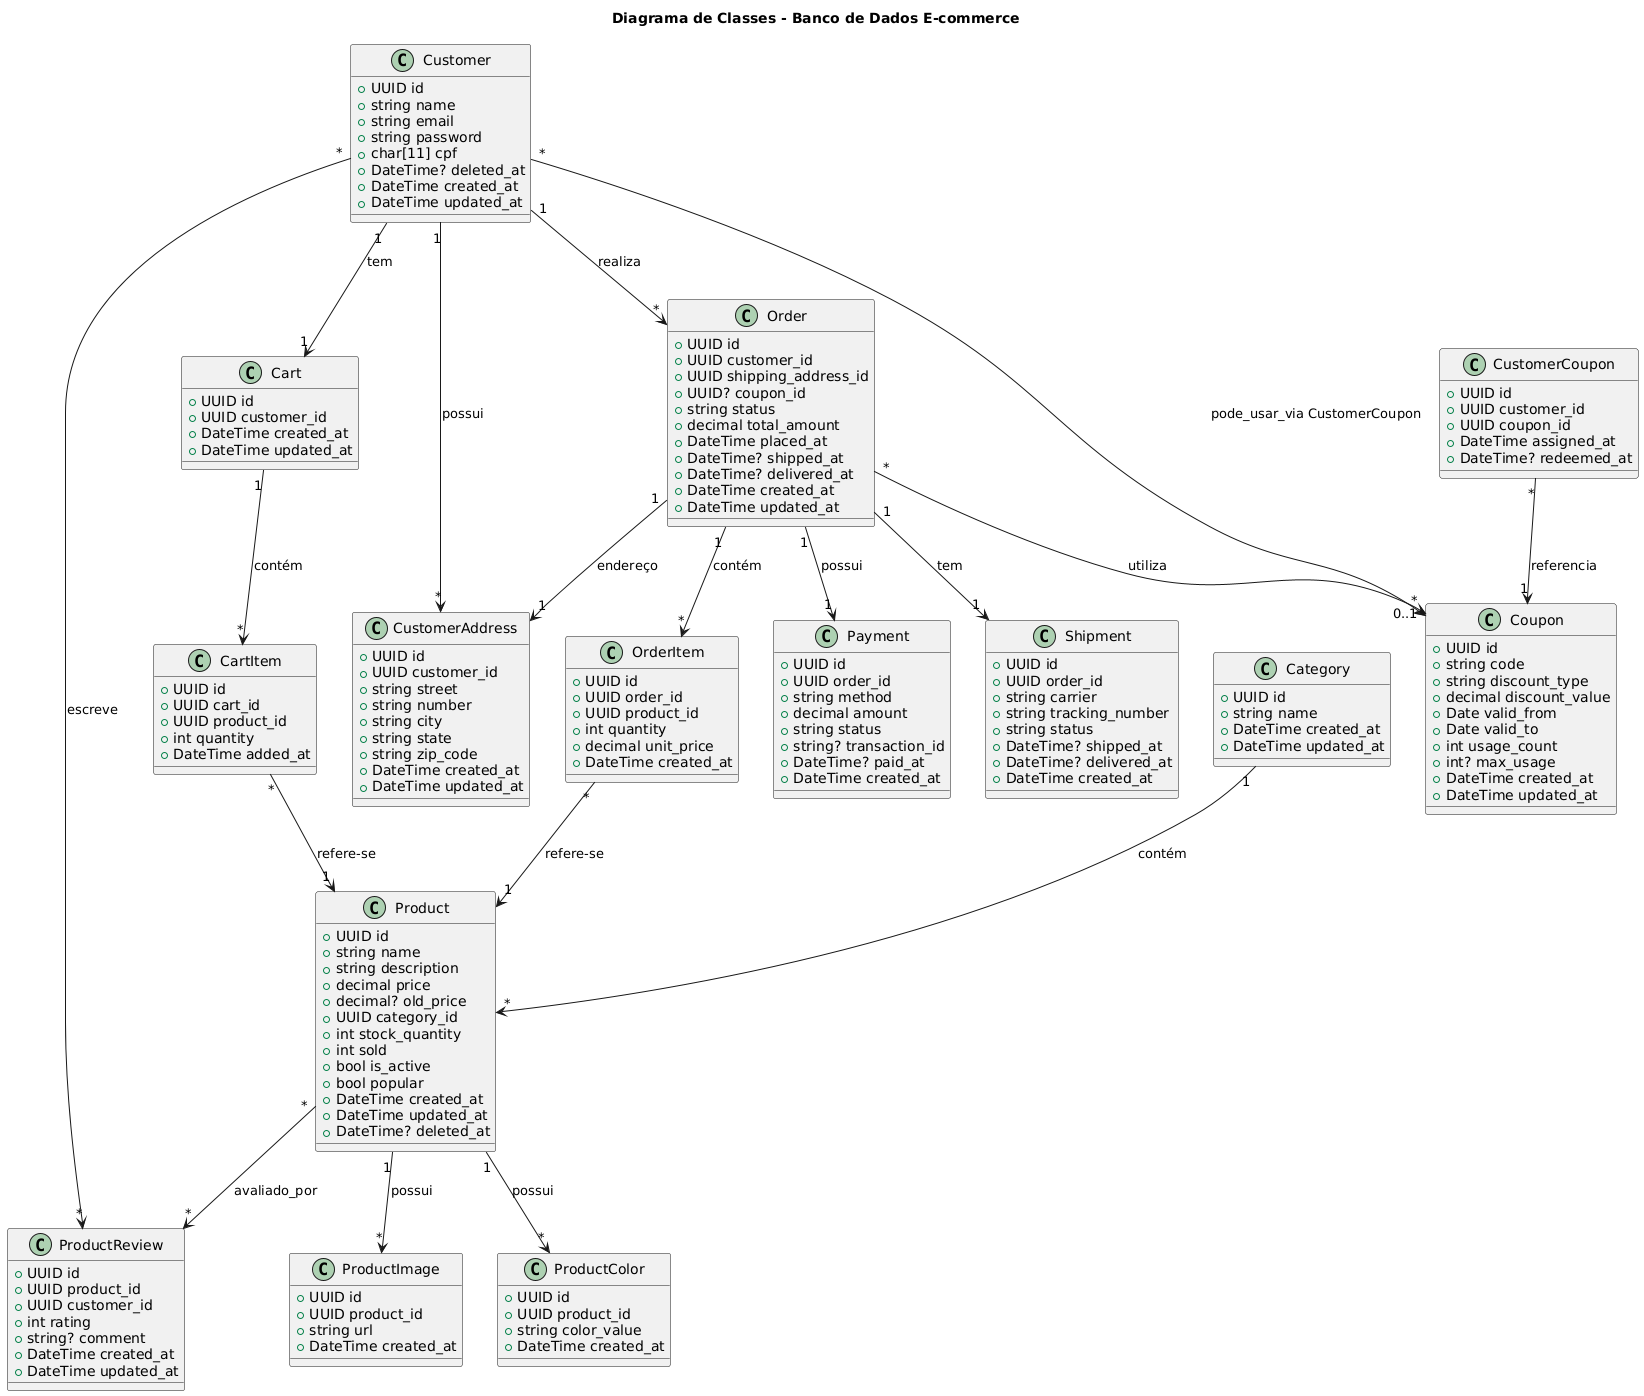 Diagrama de Classes - Banco de Dados E-commerce
Customer
UUID id
string name
string email
string password
char[11] cpf
DateTime? deleted_at
DateTime created_at
DateTime updated_at
*
*
1
1
1
tem
possui
realiza
escreve
pode_usar_via CustomerCoupon
1
*
*
*
*
Cart
UUID id
UUID customer_id
DateTime created_at
DateTime updated_at
1
contém
*
Order
UUID id
UUID customer_id
UUID shipping_address_id
UUID? coupon_id
string status
decimal total_amount
DateTime placed_at
DateTime? shipped_at
DateTime? delivered_at
DateTime created_at
DateTime updated_at
*
1
1
1
1
endereço
contém
possui
tem
utiliza
1
*
1
1
0..1
CustomerCoupon
UUID id
UUID customer_id
UUID coupon_id
DateTime assigned_at
DateTime? redeemed_at
*
referencia
1
CartItem
UUID id
UUID cart_id
UUID product_id
int quantity
DateTime added_at
*
refere-se
1
CustomerAddress
UUID id
UUID customer_id
string street
string number
string city
string state
string zip_code
DateTime created_at
DateTime updated_at
OrderItem
UUID id
UUID order_id
UUID product_id
int quantity
decimal unit_price
DateTime created_at
*
refere-se
1
Payment
UUID id
UUID order_id
string method
decimal amount
string status
string? transaction_id
DateTime? paid_at
DateTime created_at
Shipment
UUID id
UUID order_id
string carrier
string tracking_number
string status
DateTime? shipped_at
DateTime? delivered_at
DateTime created_at
Category
UUID id
string name
DateTime created_at
DateTime updated_at
1
contém
*
Coupon
UUID id
string code
string discount_type
decimal discount_value
Date valid_from
Date valid_to
int usage_count
int? max_usage
DateTime created_at
DateTime updated_at
Product
UUID id
string name
string description
decimal price
decimal? old_price
UUID category_id
int stock_quantity
int sold
bool is_active
bool popular
DateTime created_at
DateTime updated_at
DateTime? deleted_at
*
1
1
avaliado_por
possui
possui
*
*
*
ProductReview
UUID id
UUID product_id
UUID customer_id
int rating
string? comment
DateTime created_at
DateTime updated_at
ProductImage
UUID id
UUID product_id
string url
DateTime created_at
ProductColor
UUID id
UUID product_id
string color_value
DateTime created_at